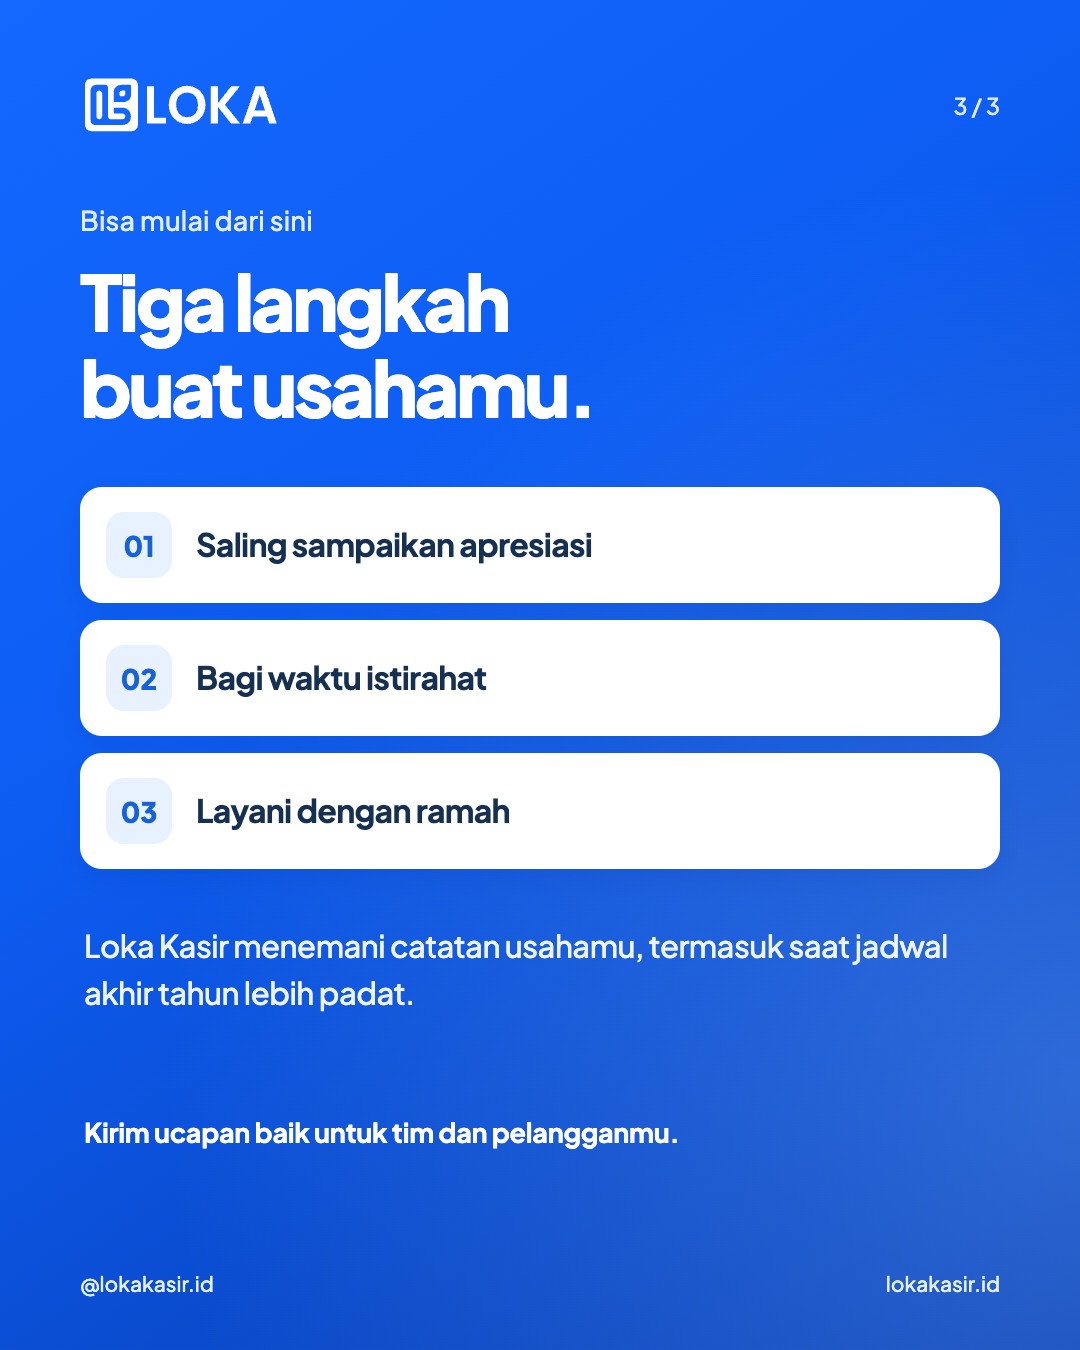 LOKA
3 / 3
Bisa mulai dari sini
Tiga langkah
buat usahamu.
01 Saling sampaikan apresiasi
02 Bagi waktu istirahat
03 Layani dengan ramah
Loka Kasir menemani catatan usahamu, termasuk saat jadwal
akhir tahun lebih padat.
Kirim ucapan baik untuk tim dan pelangganmu.
@lokakasir.id
lokakasir.id